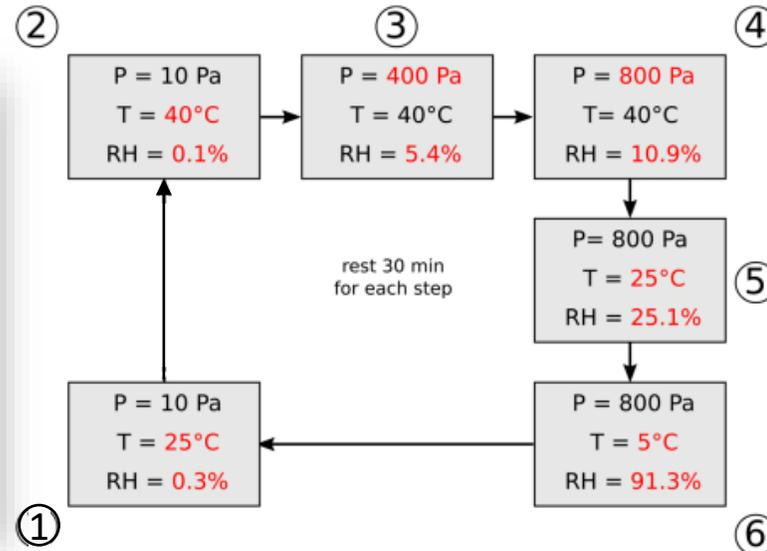 ②
③
④
P = 10 Pa
T = 40°C
RH = 0.1%
P = 400 Pa
T = 40°C
RH = 5.4%
P = 800 Pa
T= 40°C
RH = 10.9%
rest 30 min
for each step
P= 800 Pa
T = 25°C
RH = 25.1%
⑤
P = 10 Pa
T = 25°C
RH = 0.3%
P = 800 Pa
T = 5°C
RH = 91.3%
①
⑥